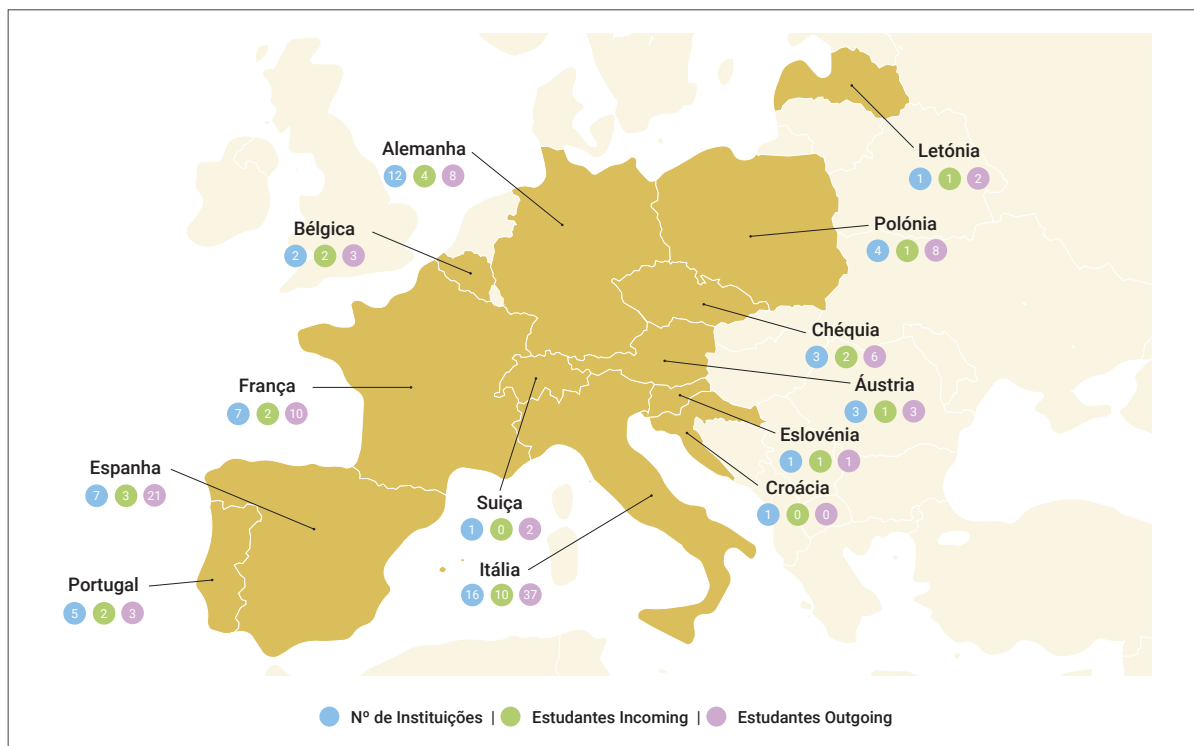 Alemanha
12 4 8
Letónia
1 1 2
Bélgica
2 2 3
Polónia
4 1 8
Chéquia
3 2 6
França
7 2 10
Áustria
3 1 3
Eslovénia
1 1 1
Espanha
7 3 21
Suiça
1 0 2
Croácia
1 0 0
Itália
16 10 37
Portugal
5 2 3
Nº de Instituições | Estudantes Incoming | Estudantes Outgoing